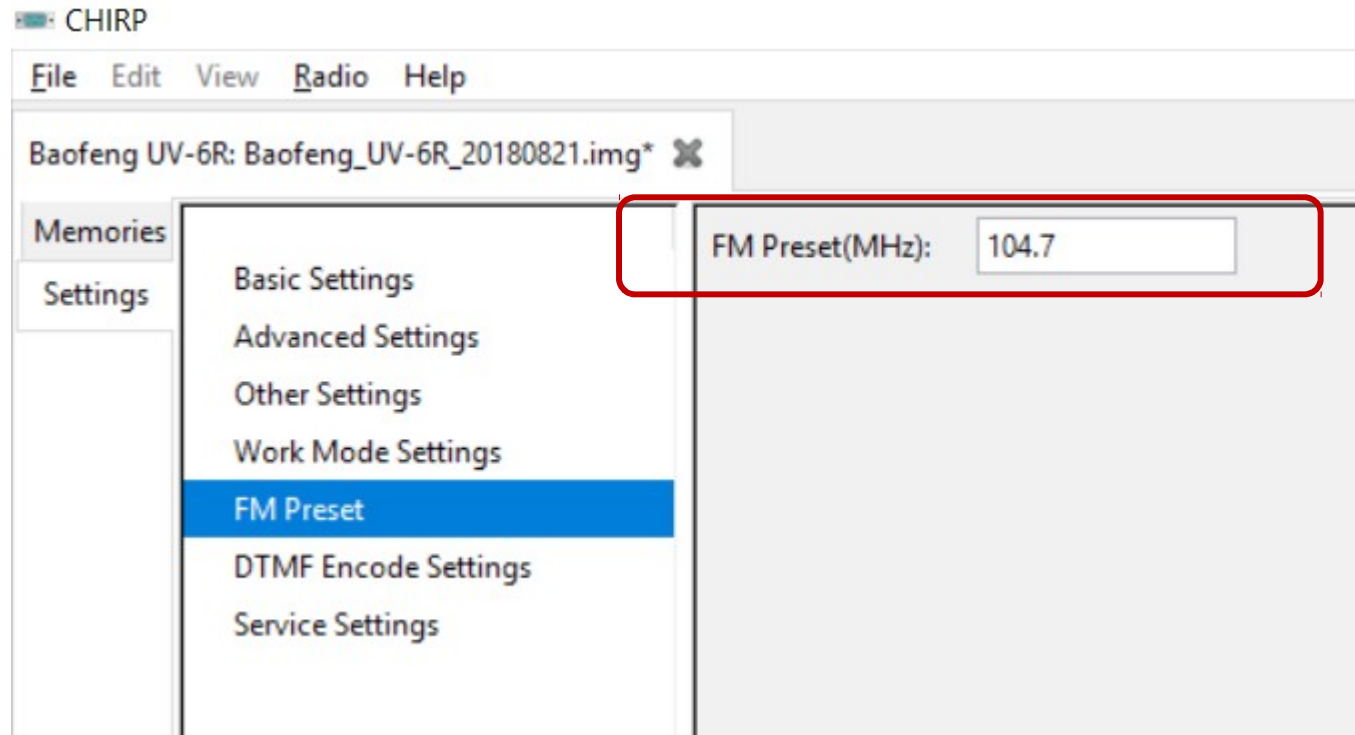 CHIRP
File Edit View Radio Help
Baofeng UV-6R: Baofeng_UV-6R_20180821.img*
Memories
Settings
Basic Settings
Advanced Settings
Other Settings
Work Mode Settings
FM Preset
DTMF Encode Settings
Service Settings
FM Preset(MHz): 104.7